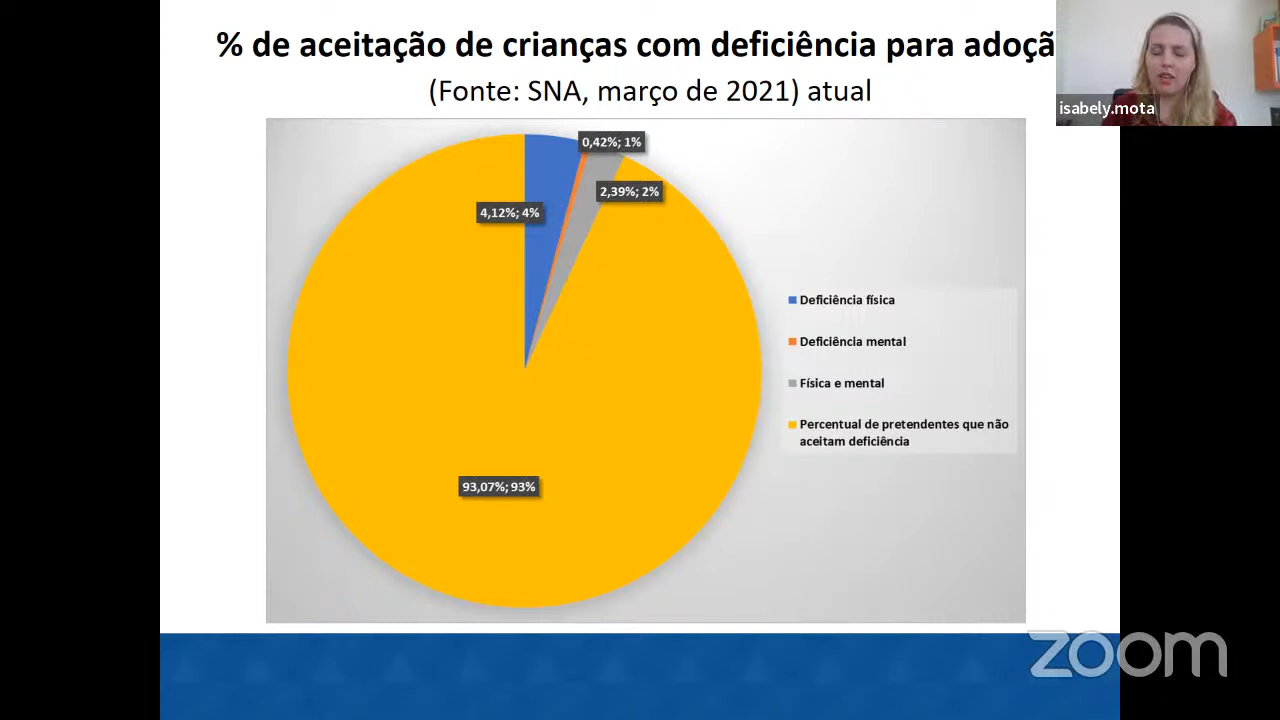 % de aceitação de crianças com deficiência para adoçã
(Fonte: SNA, março de 2021) atual
isabely.mota
0,42%; 1%
2,39%; 2%
4,12%; 4%
Deficiência física
Deficiência mental
Física e mental
Percentual de pretendentes que não
aceitam deficiência
93,07%; 93%
zoom